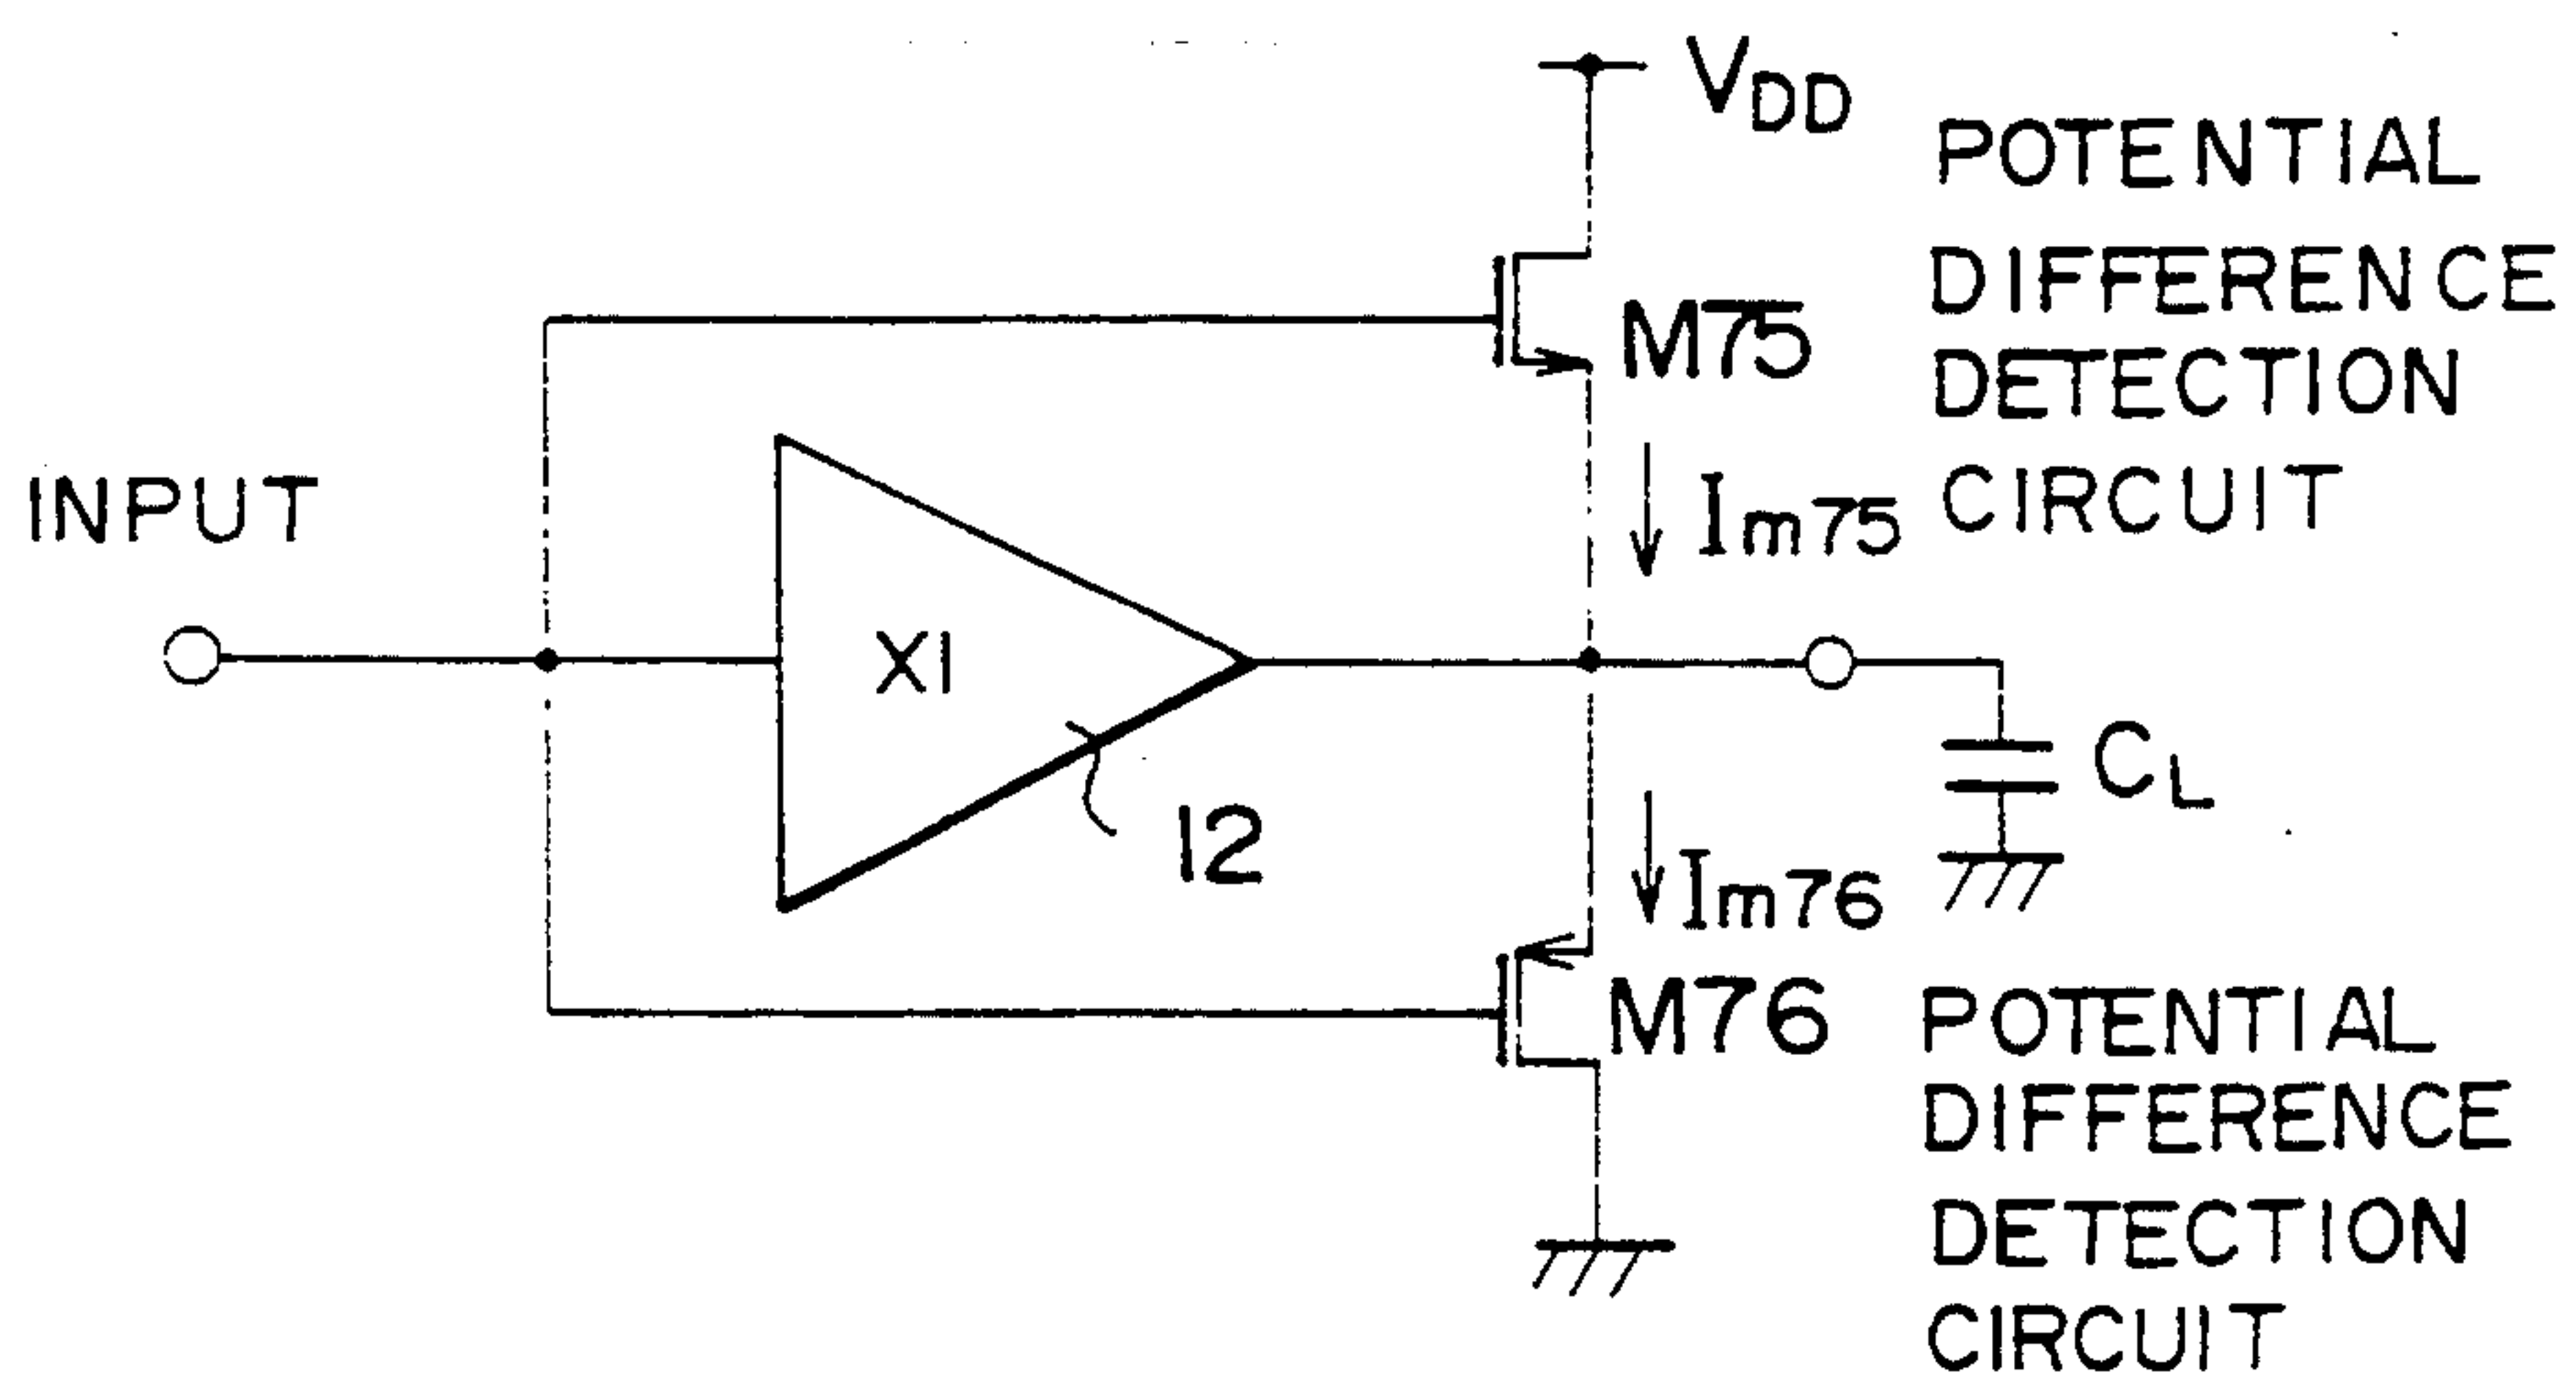 VDD
POTENTIAL
DIFFERENCE
DETECTION
CIRCUIT
M75
Im75
INPUT
X1
12
CL
Im76
M76
POTENTIAL
DIFFERENCE
DETECTION
CIRCUIT